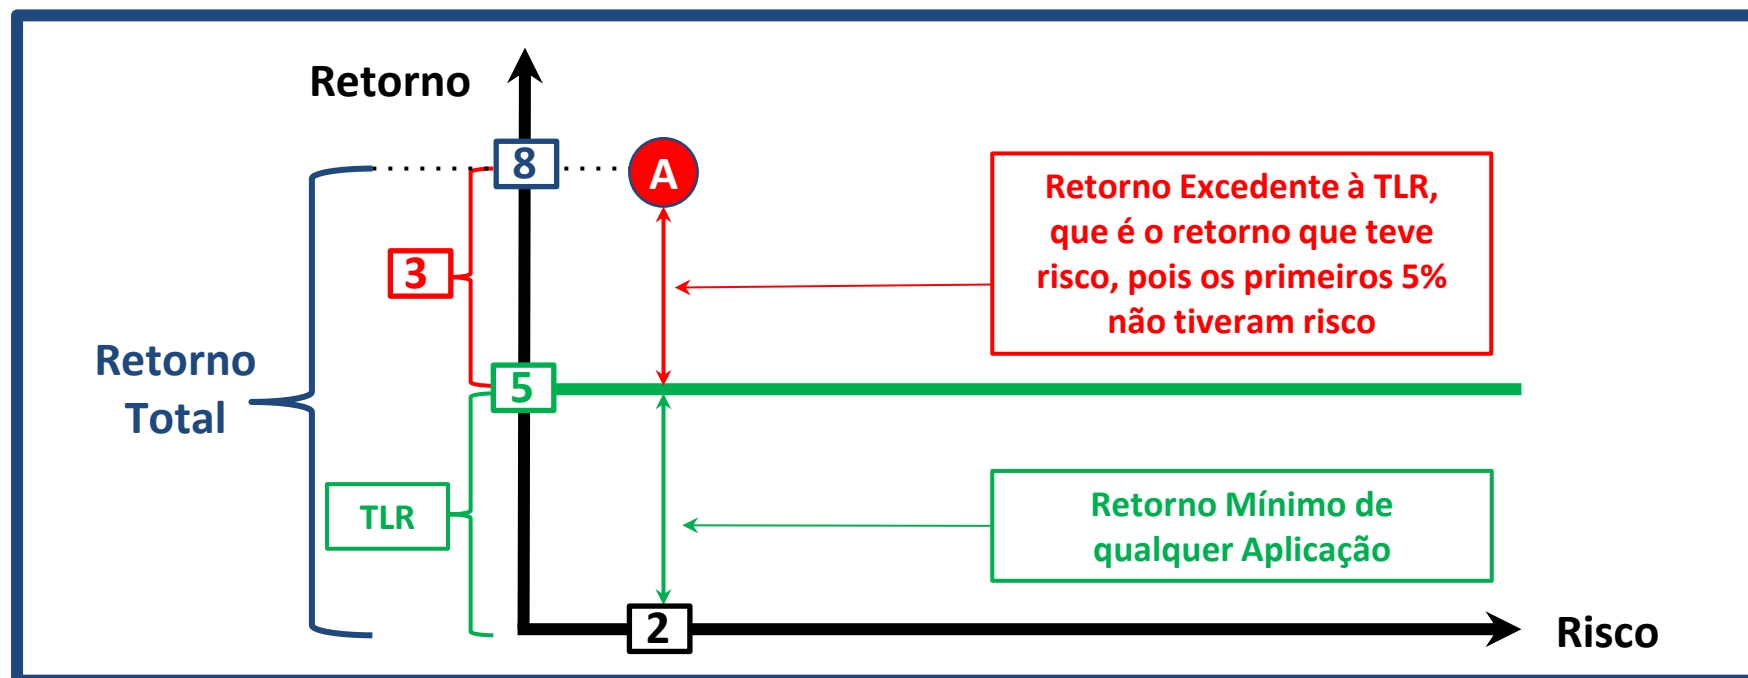 Retorno
8
A
3
Retorno
Total
5
TLR
Retorno Excedente à TLR,
que é o retorno que teve
risco, pois os primeiros 5%
não tiveram risco
Retorno Mínimo de
qualquer Aplicação
2
Risco